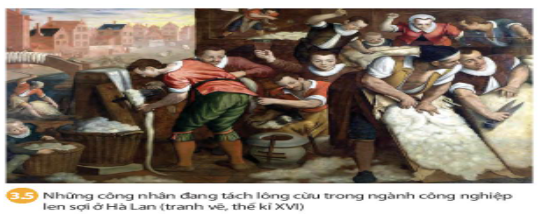 3.5 Những công nhân đang tách lông cừu trong ngành công nghiệp
len sợi ở Hà Lan (tranh vẽ, thế kỉ XVI)